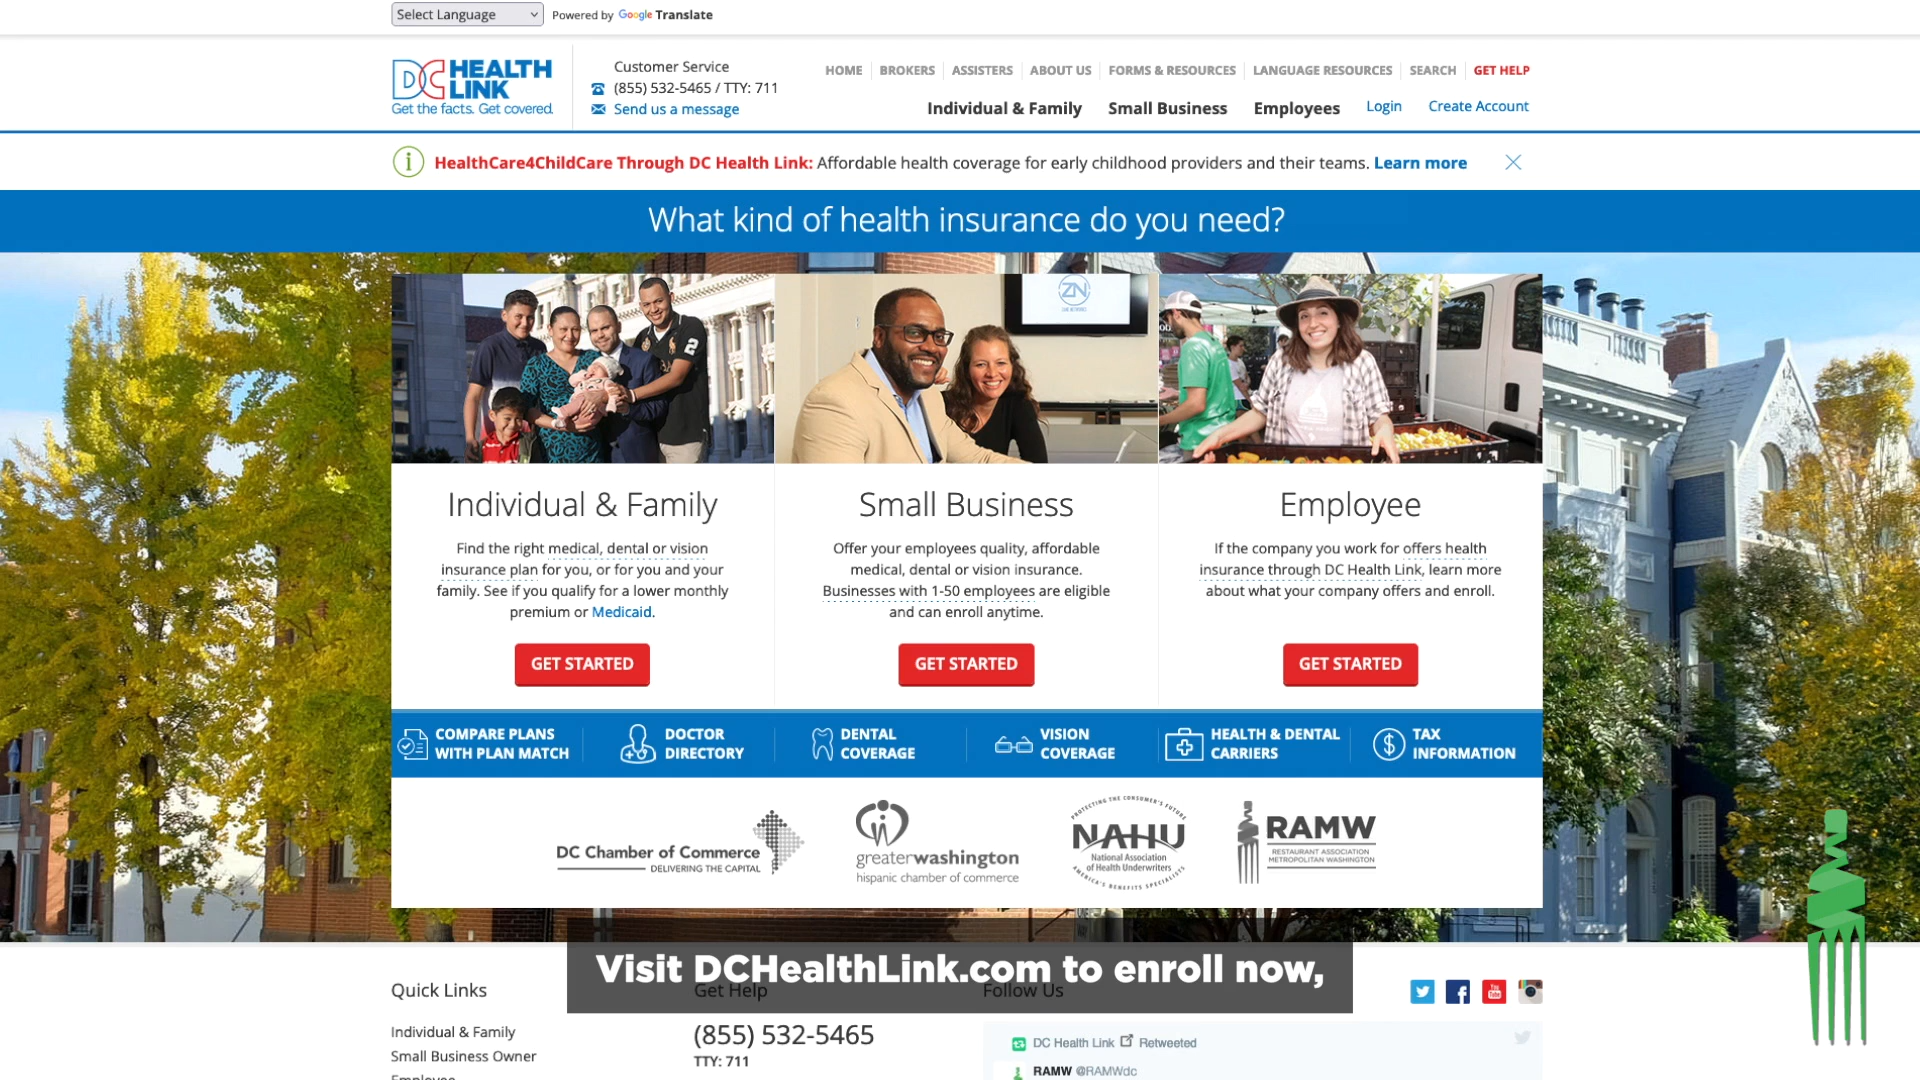 Select Language
Powered by Google Translate
DC HEALTH LINK
Get the facts. Get covered.
Customer Service
(855) 532-5465 / TTY: 711
Send us a message
HOME
BROKERS
ASSISTERS
ABOUT US
FORMS & RESOURCES
LANGUAGE RESOURCES
SEARCH
GET HELP
Individual & Family
Small Business
Employees
Login
Create Account
HealthCare4ChildCare Through DC Health Link: Affordable health coverage for early childhood providers and their teams. Learn more
What kind of health insurance do you need?
2
ZN
Individual & Family
Find the right medical, dental or vision
insurance plan for you, or for you and your
family. See if you qualify for a lower monthly
premium or Medicaid.
GET STARTED
Small Business
Offer your employees quality, affordable
medical, dental or vision insurance.
Businesses with 1-50 employees are eligible
and can enroll anytime.
GET STARTED
Employee
If the company you work for offers health
insurance through DC Health Link, learn more
about what your company offers and enroll.
GET STARTED
COMPARE PLANS
WITH PLAN MATCH
DOCTOR
DIRECTORY
DENTAL
COVERAGE
VISION
COVERAGE
HEALTH & DENTAL
CARRIERS
TAX
INFORMATION
DC Chamber of Commerce
DELIVERING THE CAPITAL
greaterwashington
hispanic chamber of commerce
PROTECTING THE CONSUMER'S FUTURE
NAHU
National Association
of Health Underwriters
AMERICA'S BENEFITS SPECIALISTS
RAMW
RESTAURANT ASSOCIATION
METROPOLITAN WASHINGTON
Visit DCHealthLink.com to enroll now,
Quick Links
Get Help
Follow Us
Individual & Family
Small Business Owner
Employee
(855) 532-5465
TTY: 711
DC Health Link Retweeted
RAMW @RAMWdc